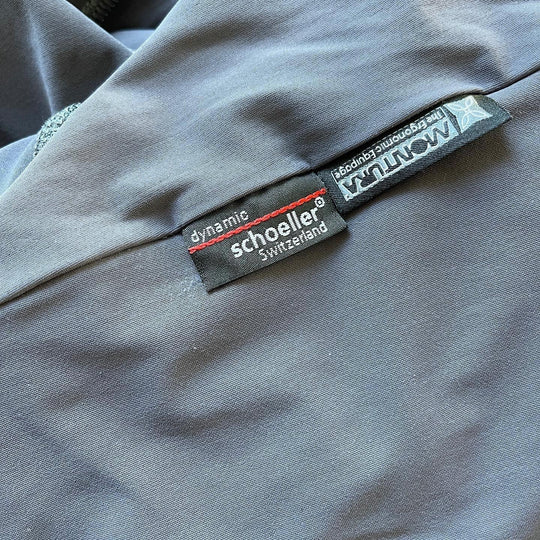 dynamic
schoeller®
Switzerland
MONTURA
The Ergonomic Equipage